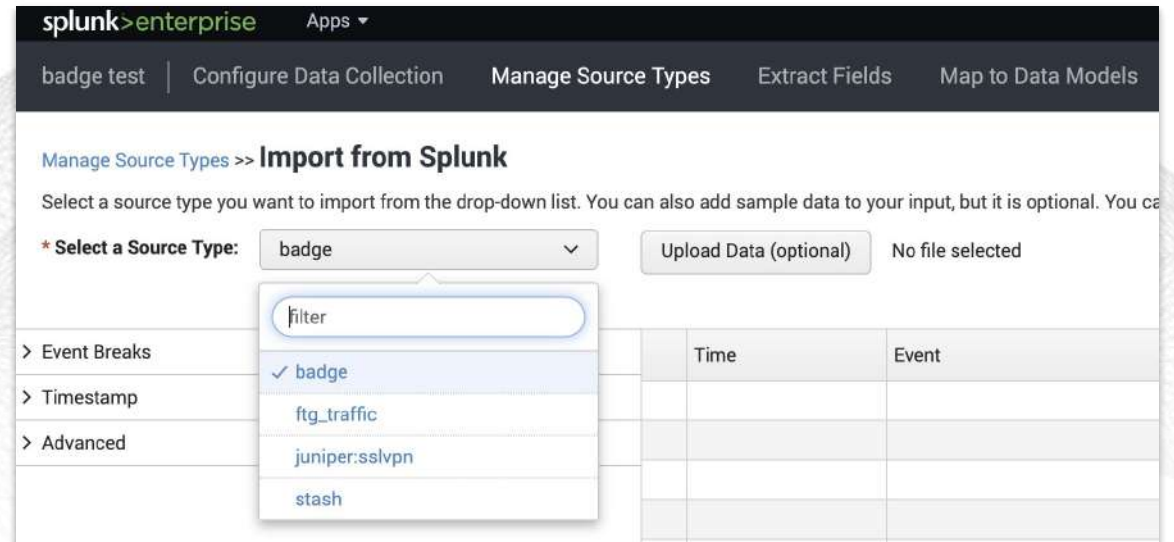 splunk>enterprise Apps
badge test Configure Data Collection Manage Source Types Extract Fields Map to Data Models
Manage Source Types >> Import from Splunk
Select a source type you want to import from the drop-down list. You can also add sample data to your input, but it is optional. You ca
* Select a Source Type: badge Upload Data (optional) No file selected
filter
Event Breaks Time Event
badge
Timestamp
ftg_traffic
Advanced
juniper:sslvpn
stash